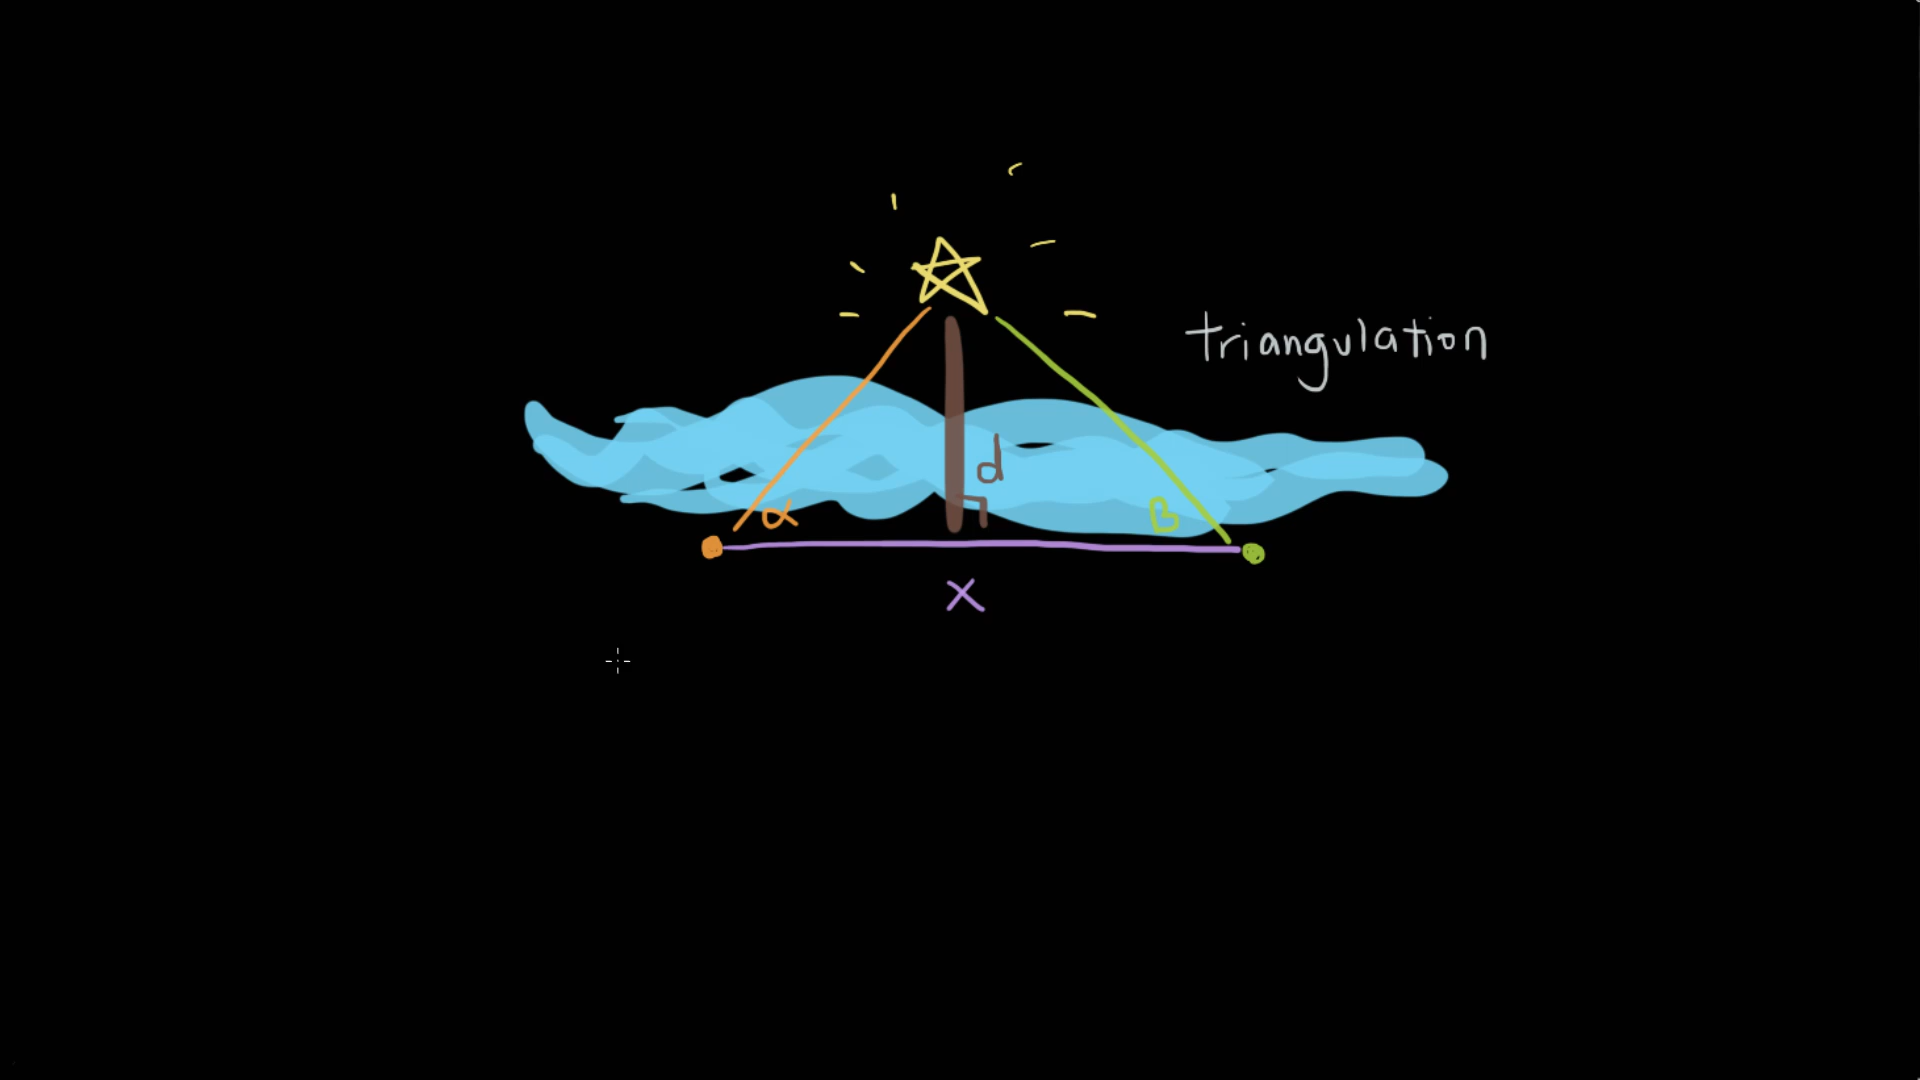 triangulation
d
α
B
x